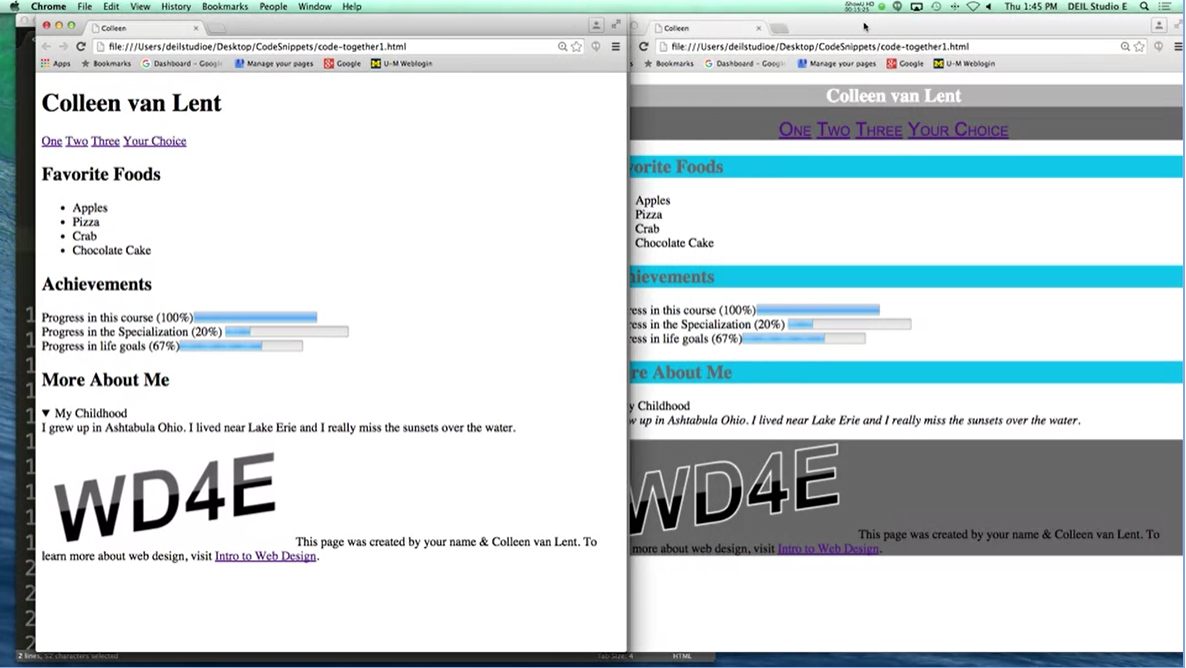 Chrome File Edit View History Bookmarks People Window Help
Thu 1:45 PM DEIL Studio E
Colleen
file:///Users/deilstudioe/Desktop/CodeSnippets/code-together1.html
Apps Bookmarks Dashboard - Google Manage your pages Google U-M Weblogin
Colleen van Lent
One Two Three Your Choice
Favorite Foods
Apples
Pizza
Crab
Chocolate Cake
Achievements
Progress in this course (100%)
Progress in the Specialization (20%)
Progress in life goals (67%)
More About Me
▼ My Childhood
I grew up in Ashtabula Ohio. I lived near Lake Erie and I really miss the sunsets over the water.
WD4E
This page was created by your name & Colleen van Lent. To
learn more about web design, visit Intro to Web Design.
Colleen
file:///Users/deilstudioe/Desktop/CodeSnippets/code-together1.html
s Bookmarks Dashboard - Google Manage your pages Google U-M Weblogin
Colleen van Lent
One Two Three Your Choice
vorite Foods
Apples
Pizza
Crab
Chocolate Cake
hievements
ress in this course (100%)
ress in the Specialization (20%)
ress in life goals (67%)
re About Me
y Childhood
w up in Ashtabula Ohio. I lived near Lake Erie and I really miss the sunsets over the water.
WD4E
This page was created by your name & Colleen van Lent. To
more about web design, visit Intro to Web Design.
2 lines, 52 characters selected
Tab Size: 4 HTML